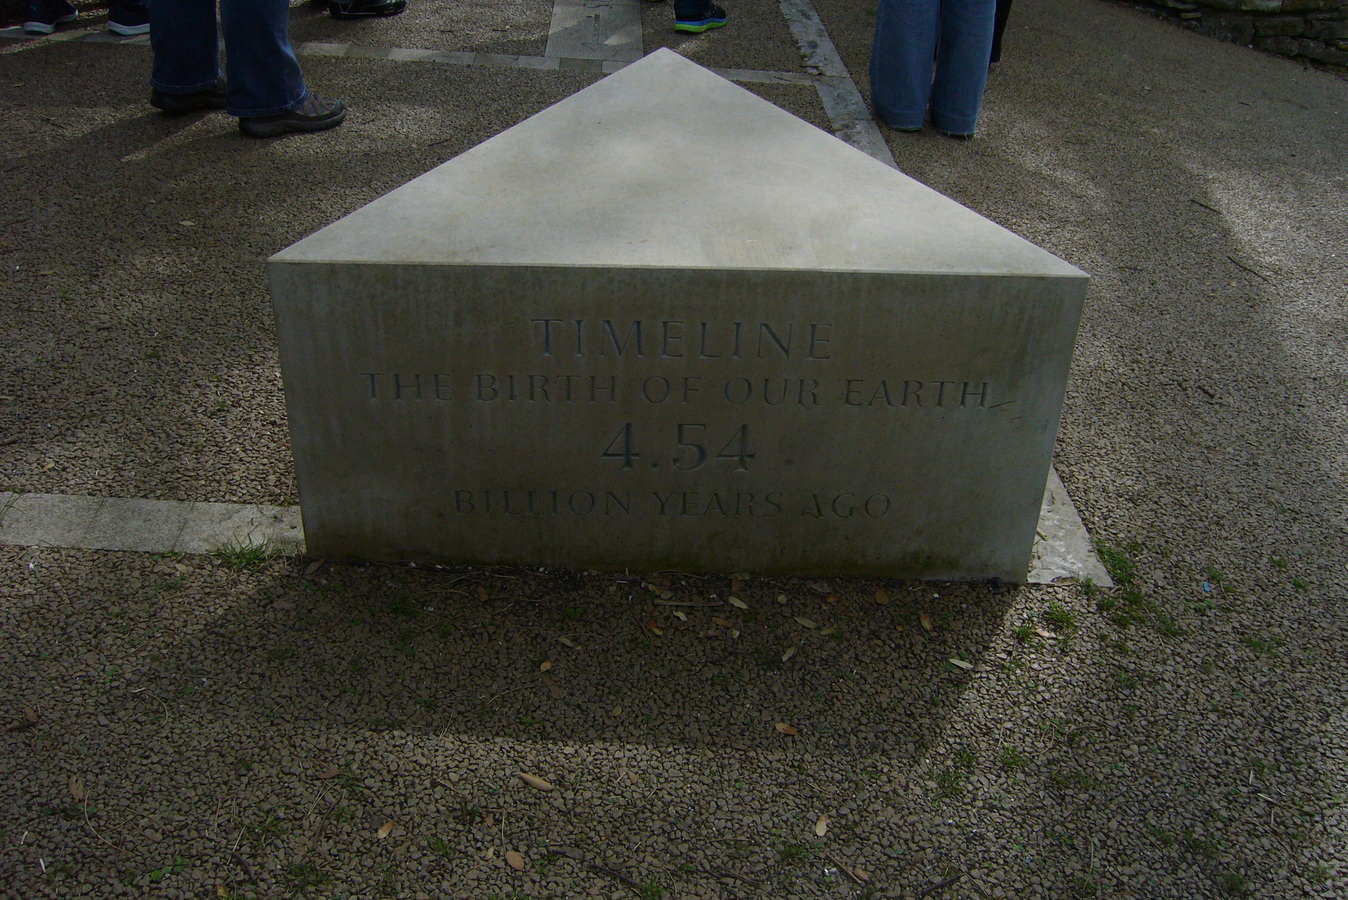 TIMELINE
THE BIRTH OF OUR EARTH
4.54
BILLION YEARS AGO